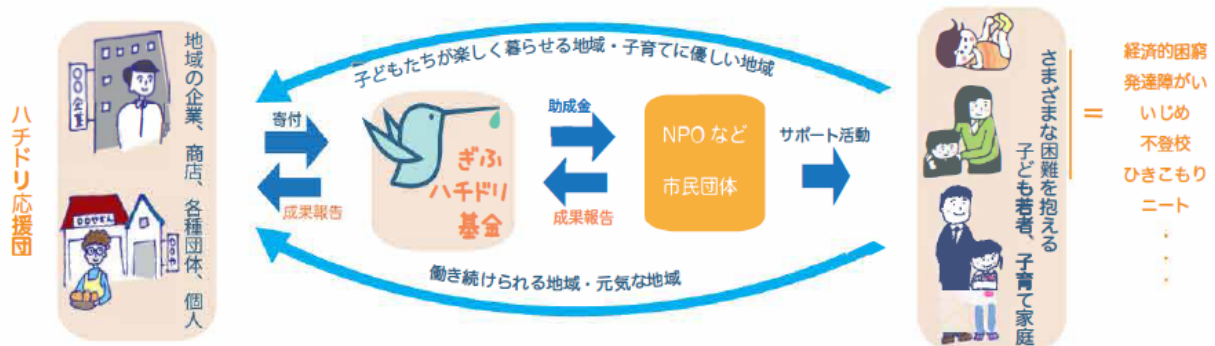 ハチドリ応援団
地域の企業、商店、各種団体、個人
〇〇企業
〇〇やさん
〇〇や
『子どもたちが楽しく暮らせる地域・子育てに優しい地域
寄付
成果報告
ぎふ
ハチドリ
基金
助成金
成果報告
NPO など
市民団体
サポート活動
働き続けられる地域・元気な地域
さまざまな困難を抱える
子ども若者、子育て家庭
＝
経済的困窮
発達障がい
いじめ
不登校
ひきこもり
ニート
・
・
・